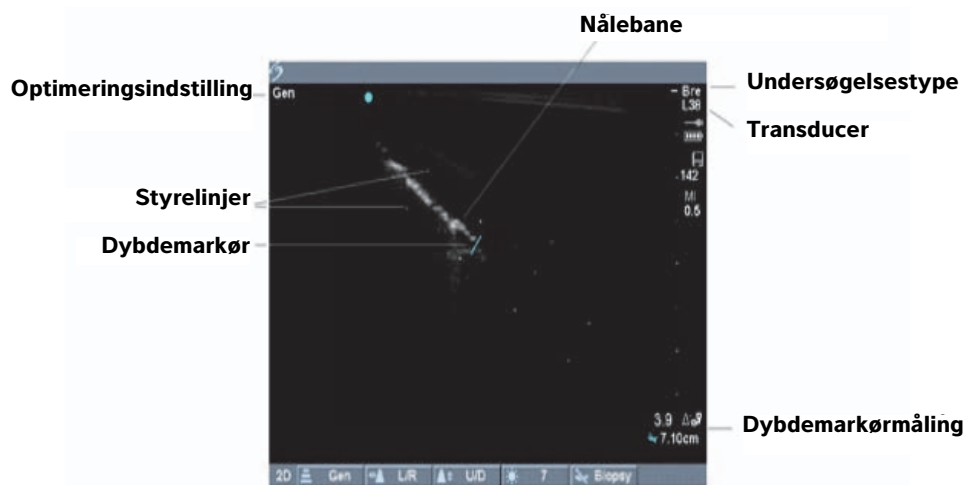 Nålebane
Optimeringsindstilling
Undersøgelsestype
Gen
- Bre
L38
Transducer
142
MI
0.5
Styrelinjer
Dybdemarkør
3.9
7.10cm
Dybdemarkørmåling
2D Gen L/R U/D 7 Biopsy